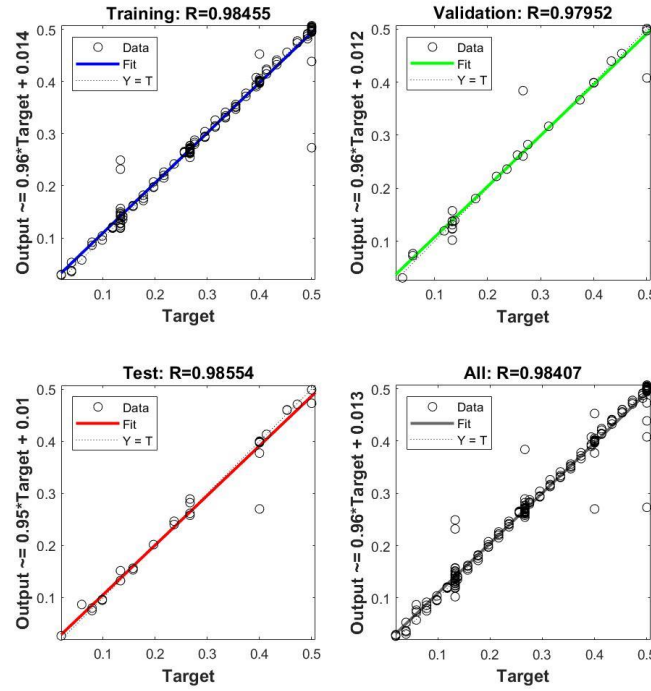 Training: R=0.98455
Data
Fit
Y = T
Output ~= 0.96*Target + 0.014
0.5
0.4
0.3
0.2
0.1
0.1 0.2 0.3 0.4 0.5
Target
Validation: R=0.97952
Data
Fit
Y = T
Output ~= 0.96*Target + 0.012
0.5
0.4
0.3
0.2
0.1
0.1 0.2 0.3 0.4 0.5
Target
Test: R=0.98554
Data
Fit
Y = T
Output ~= 0.95*Target + 0.01
0.5
0.4
0.3
0.2
0.1
0.1 0.2 0.3 0.4 0.5
Target
All: R=0.98407
Data
Fit
Y = T
Output ~= 0.96*Target + 0.013
0.5
0.4
0.3
0.2
0.1
0.1 0.2 0.3 0.4 0.5
Target